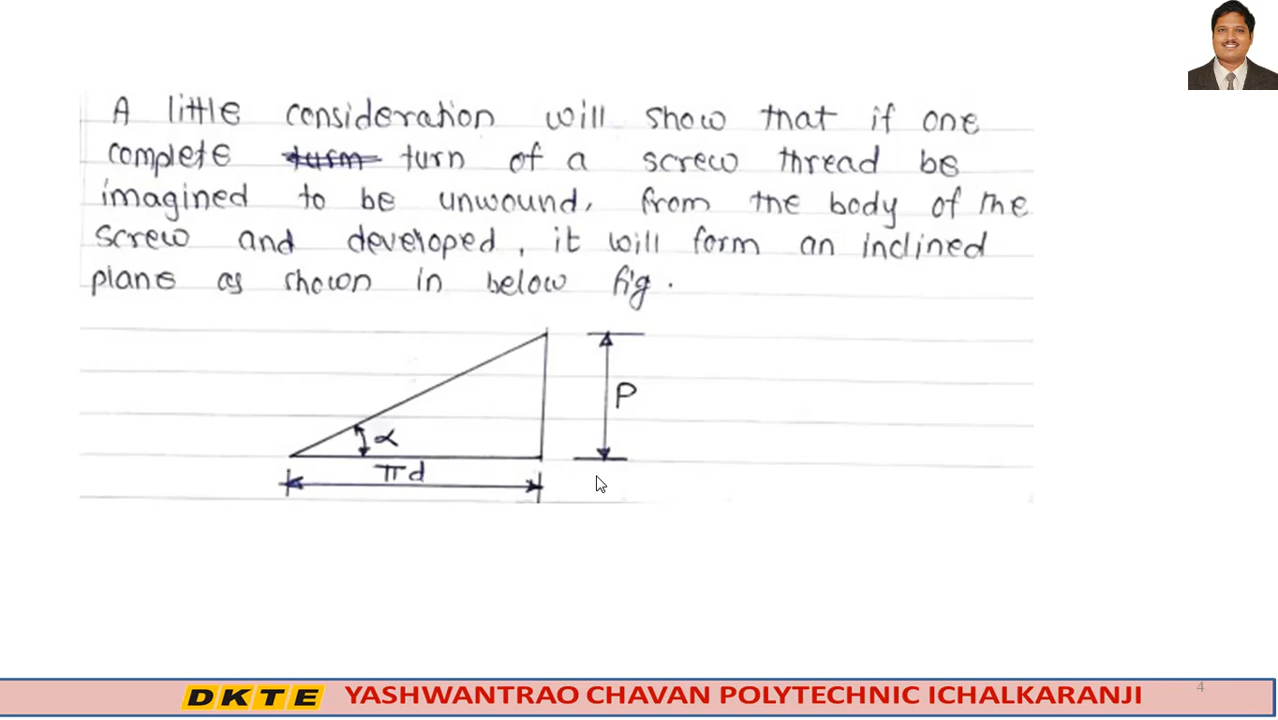 A little consideration will show that if one
complete turn turn of a screw thread be
imagined to be unwound, from the body of the
screw and developed, it will form an inclined
plane as shown in below fig.
P
α
πd
DKTE YASHWANTRAO CHAVAN POLYTECHNIC ICHALKARANJI
4